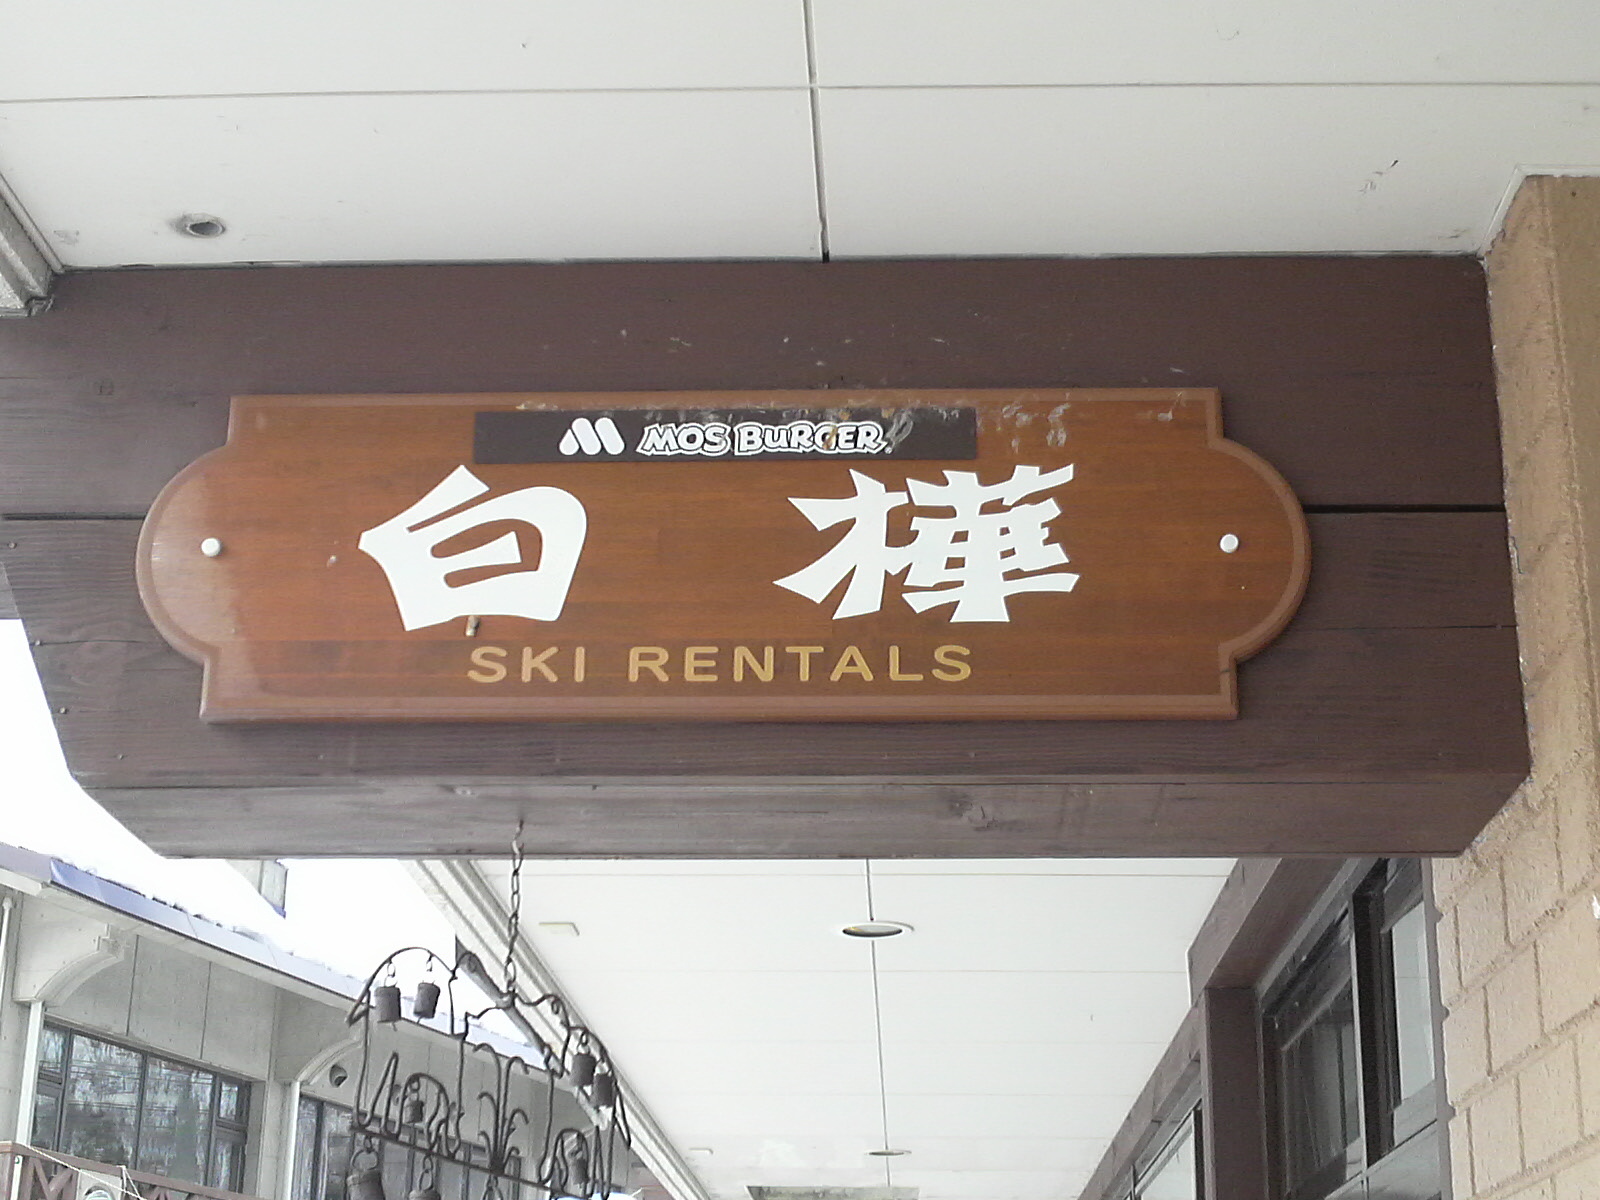 MOS BURGER
白樺
SKI RENTALS